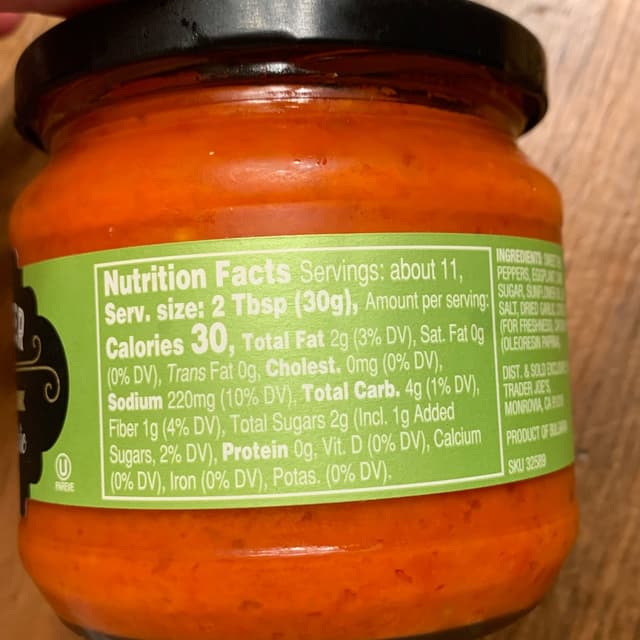 Nutrition Facts Servings: about 11,
Serv. size: 2 Tbsp (30g), Amount per serving:
Calories 30, Total Fat 2g (3% DV), Sat. Fat 0g
(0% DV), Trans Fat 0g, Cholest. 0mg (0% DV),
Sodium 220mg (10% DV), Total Carb. 4g (1% DV),
Fiber 1g (4% DV), Total Sugars 2g (Incl. 1g Added
Sugars, 2% DV), Protein 0g, Vit. D (0% DV), Calcium
(0% DV), Iron (0% DV), Potas. (0% DV).
INGREDIENTS: SWEET
PEPPERS, EGGPLANT,
SUGAR, SUNFLOWER
SALT, DRIED GARLIC,
(FOR FRESHNESS),
(OLEORESIN PAPRIKA)
DIST. & SOLD
TRADER JOE'S,
MONROVIA, CA
PRODUCT OF BULGARIA
SKU 32589
U
PAREVE